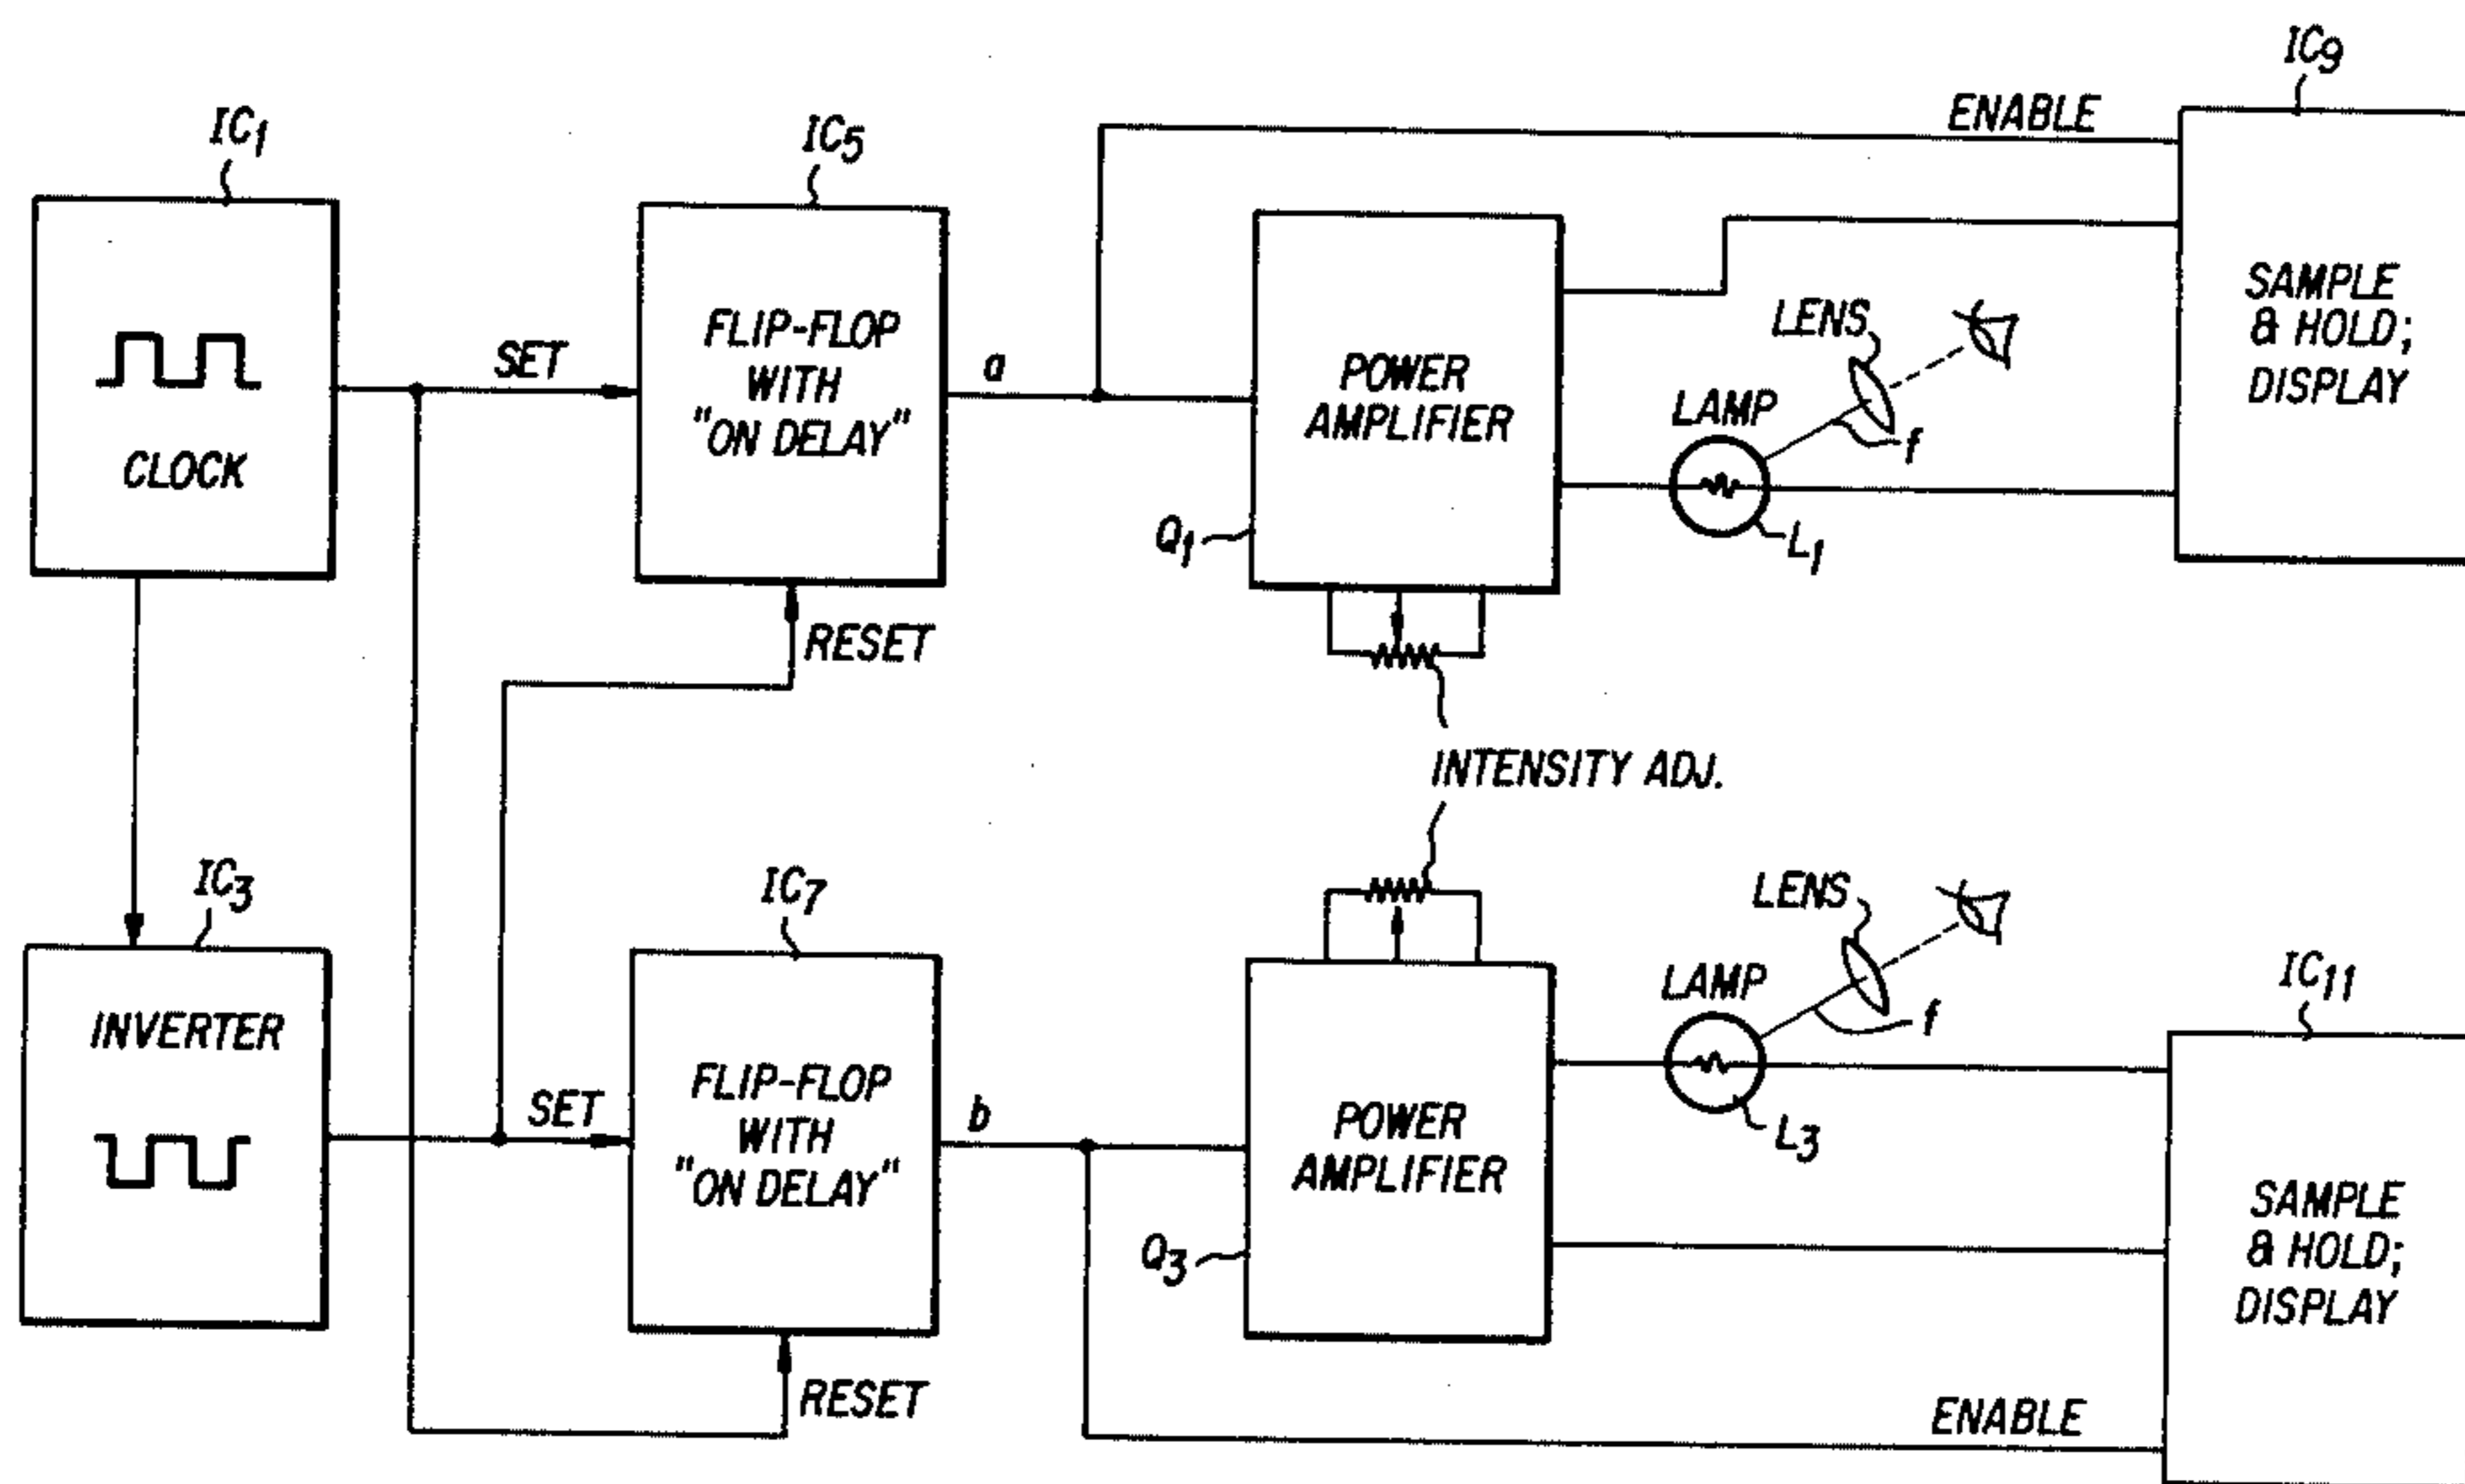 IC1
CLOCK
SET
IC5
FLIP-FLOP
WITH
"ON DELAY"
RESET
a
ENABLE
POWER
AMPLIFIER
Q1
LENS
LAMP
f
L1
IC9
SAMPLE
& HOLD;
DISPLAY
INTENSITY ADJ.
IC3
INVERTER
SET
IC7
FLIP-FLOP
WITH
"ON DELAY"
RESET
b
POWER
AMPLIFIER
Q3
LENS
LAMP
f
L3
IC11
SAMPLE
& HOLD;
DISPLAY
ENABLE